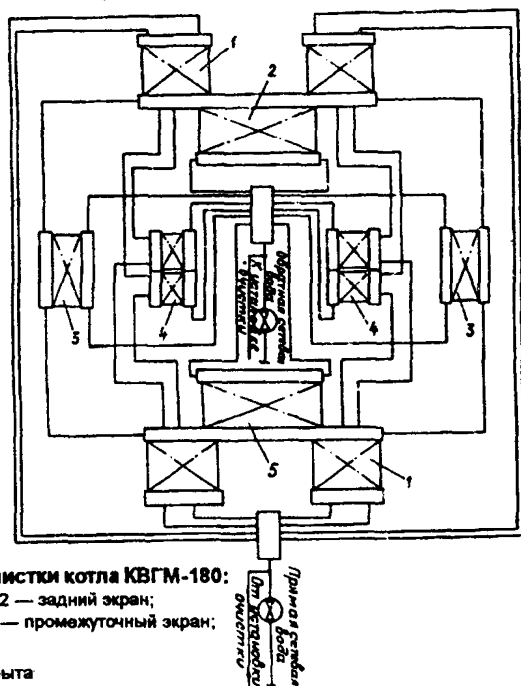 1
2
3
3
4
4
5
1
Обратная сетевая
вода
очистки
Прямая сетевая
вода
От установки
очистки
истки котла КВГМ-180:
2 — задний экран;
— промежуточный экран;
ыта